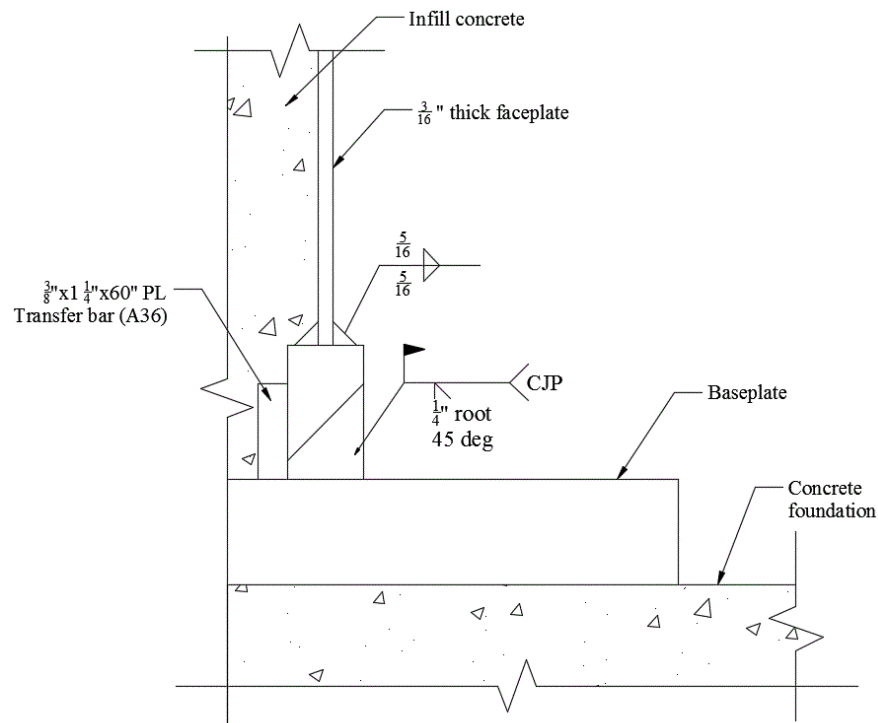 Infill concrete
3/16" thick faceplate
5/16
5/16
3/8"x1 1/4"x60" PL
Transfer bar (A36)
CJP
1/4" root
45 deg
Baseplate
Concrete
foundation